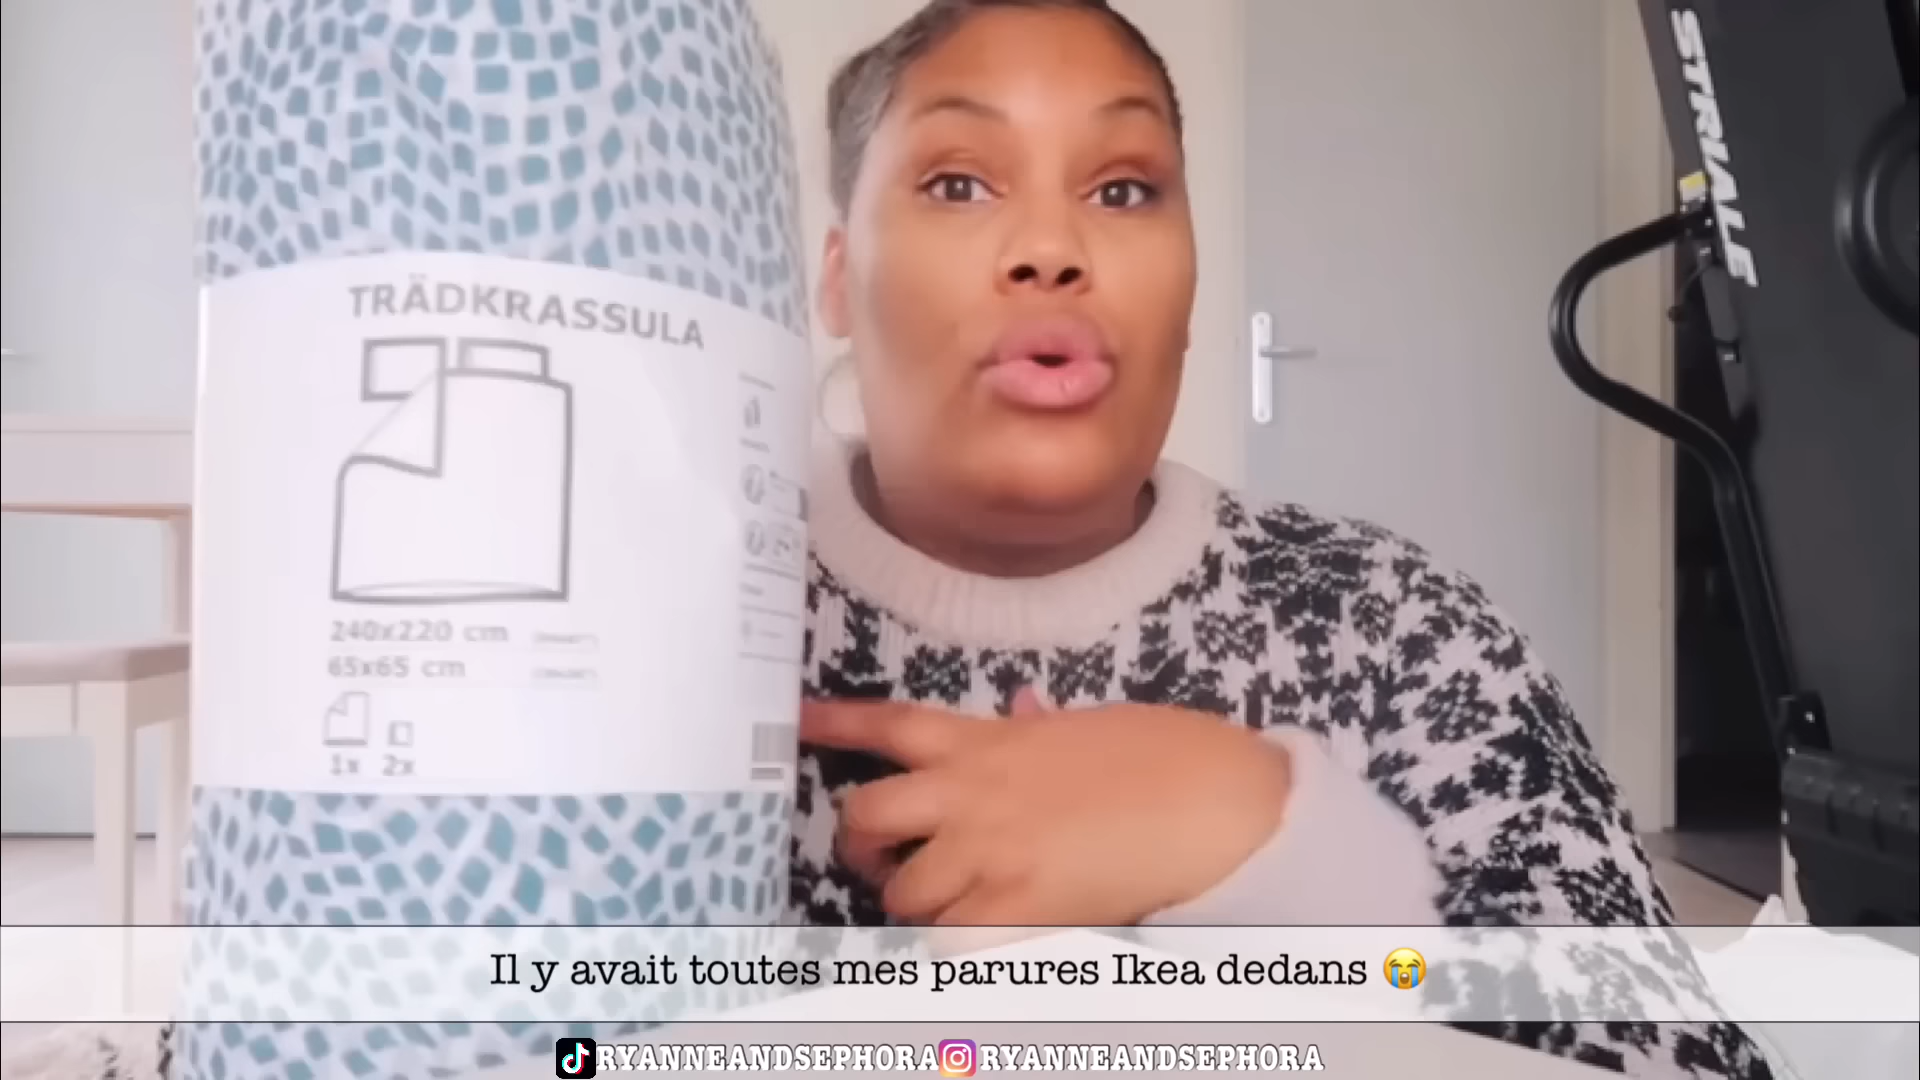 STRIALE
TRÄDKRASSULA
240x220 cm
65x65 cm
1x 2x
Il y avait toutes mes parures Ikea dedans 😭
RYANNEANDSEPHORA RYANNEANDSEPHORA